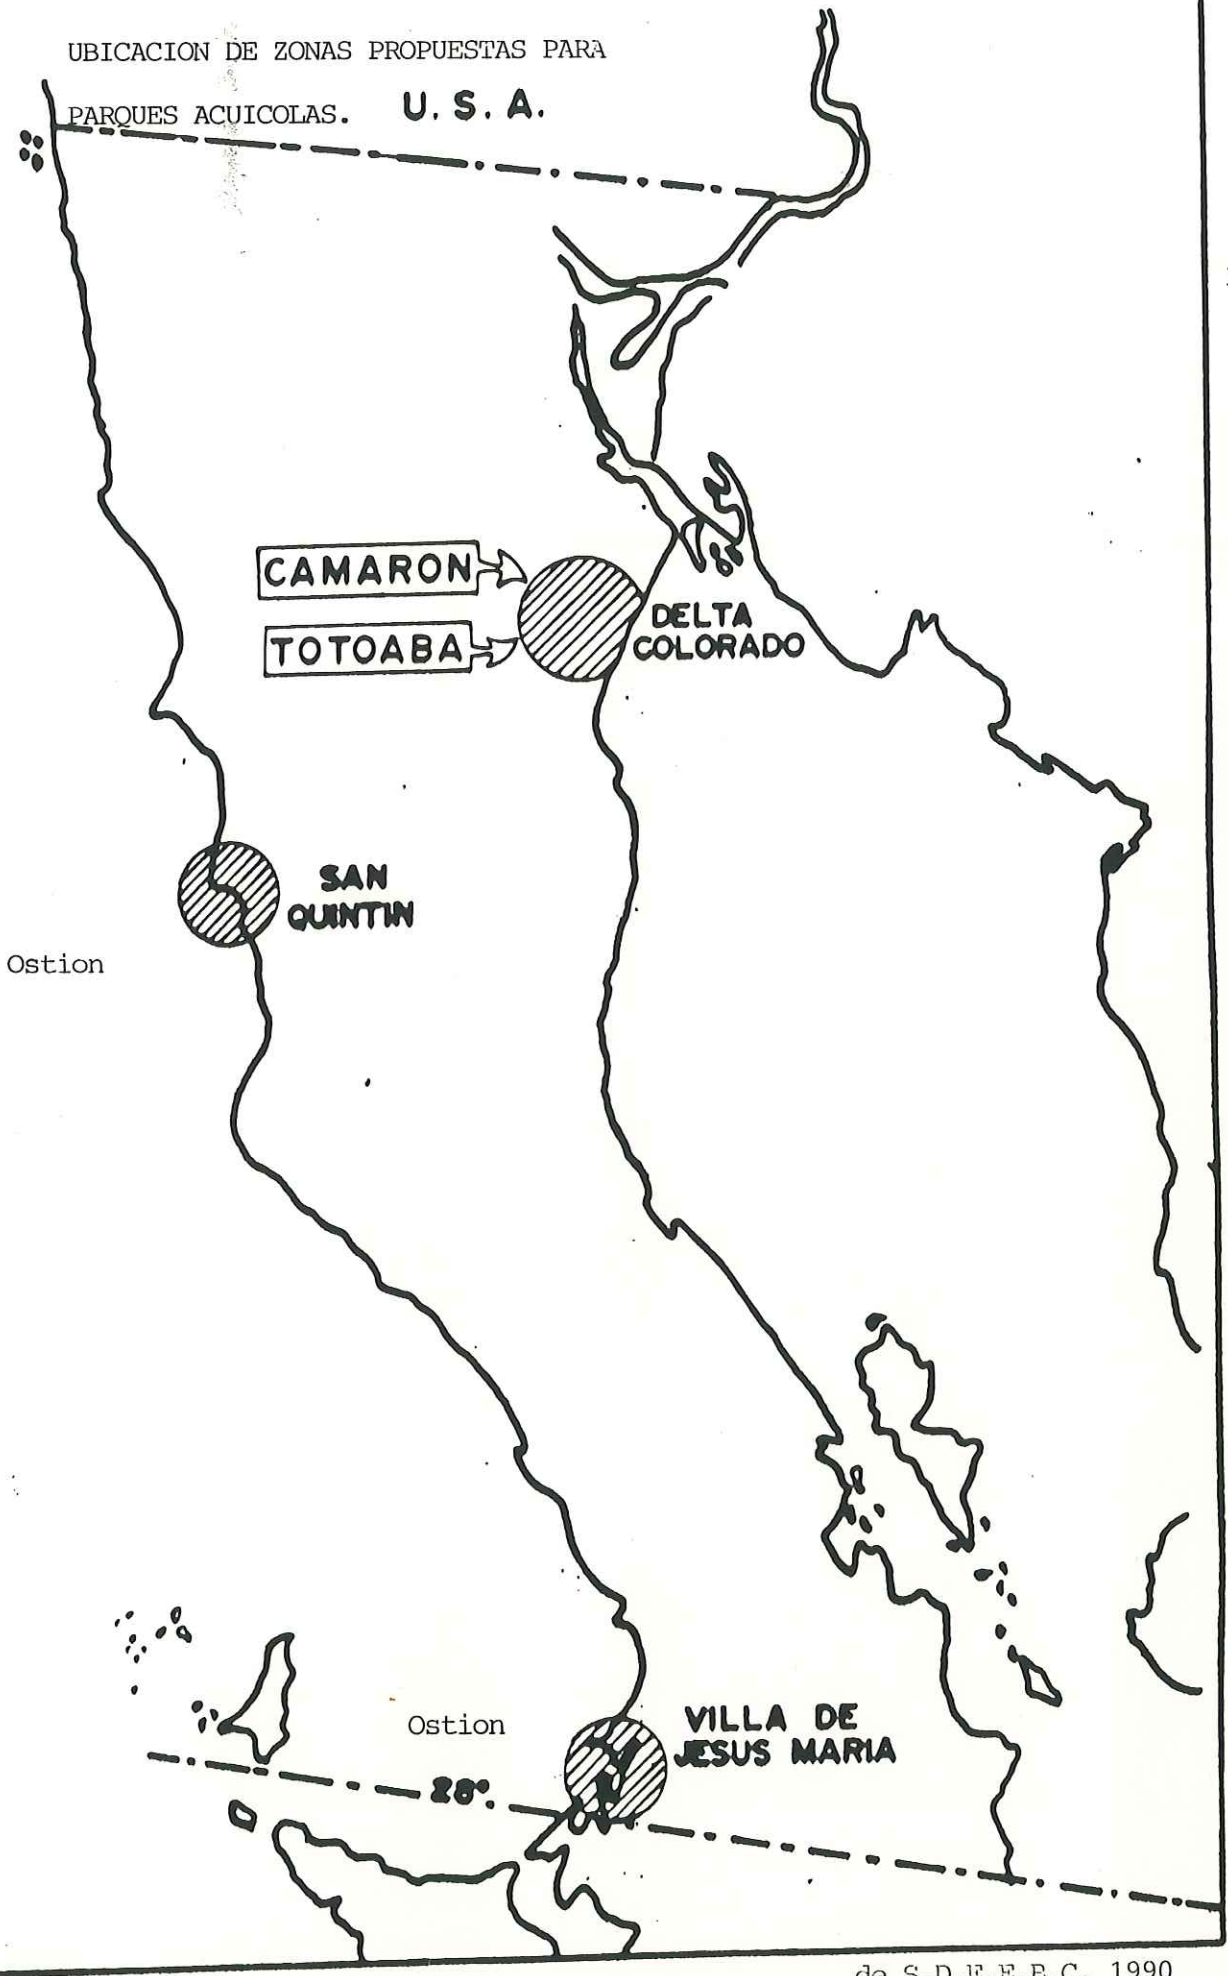 UBICACION DE ZONAS PROPUESTAS PARA
PARQUES ACUICOLAS.
U. S. A.
CAMARON
TOTOABA
DELTA
COLORADO
SAN
QUINTIN
Ostion
Ostion
VILLA DE
JESUS MARIA
28°
de S.D.E.E.B.C. 1990